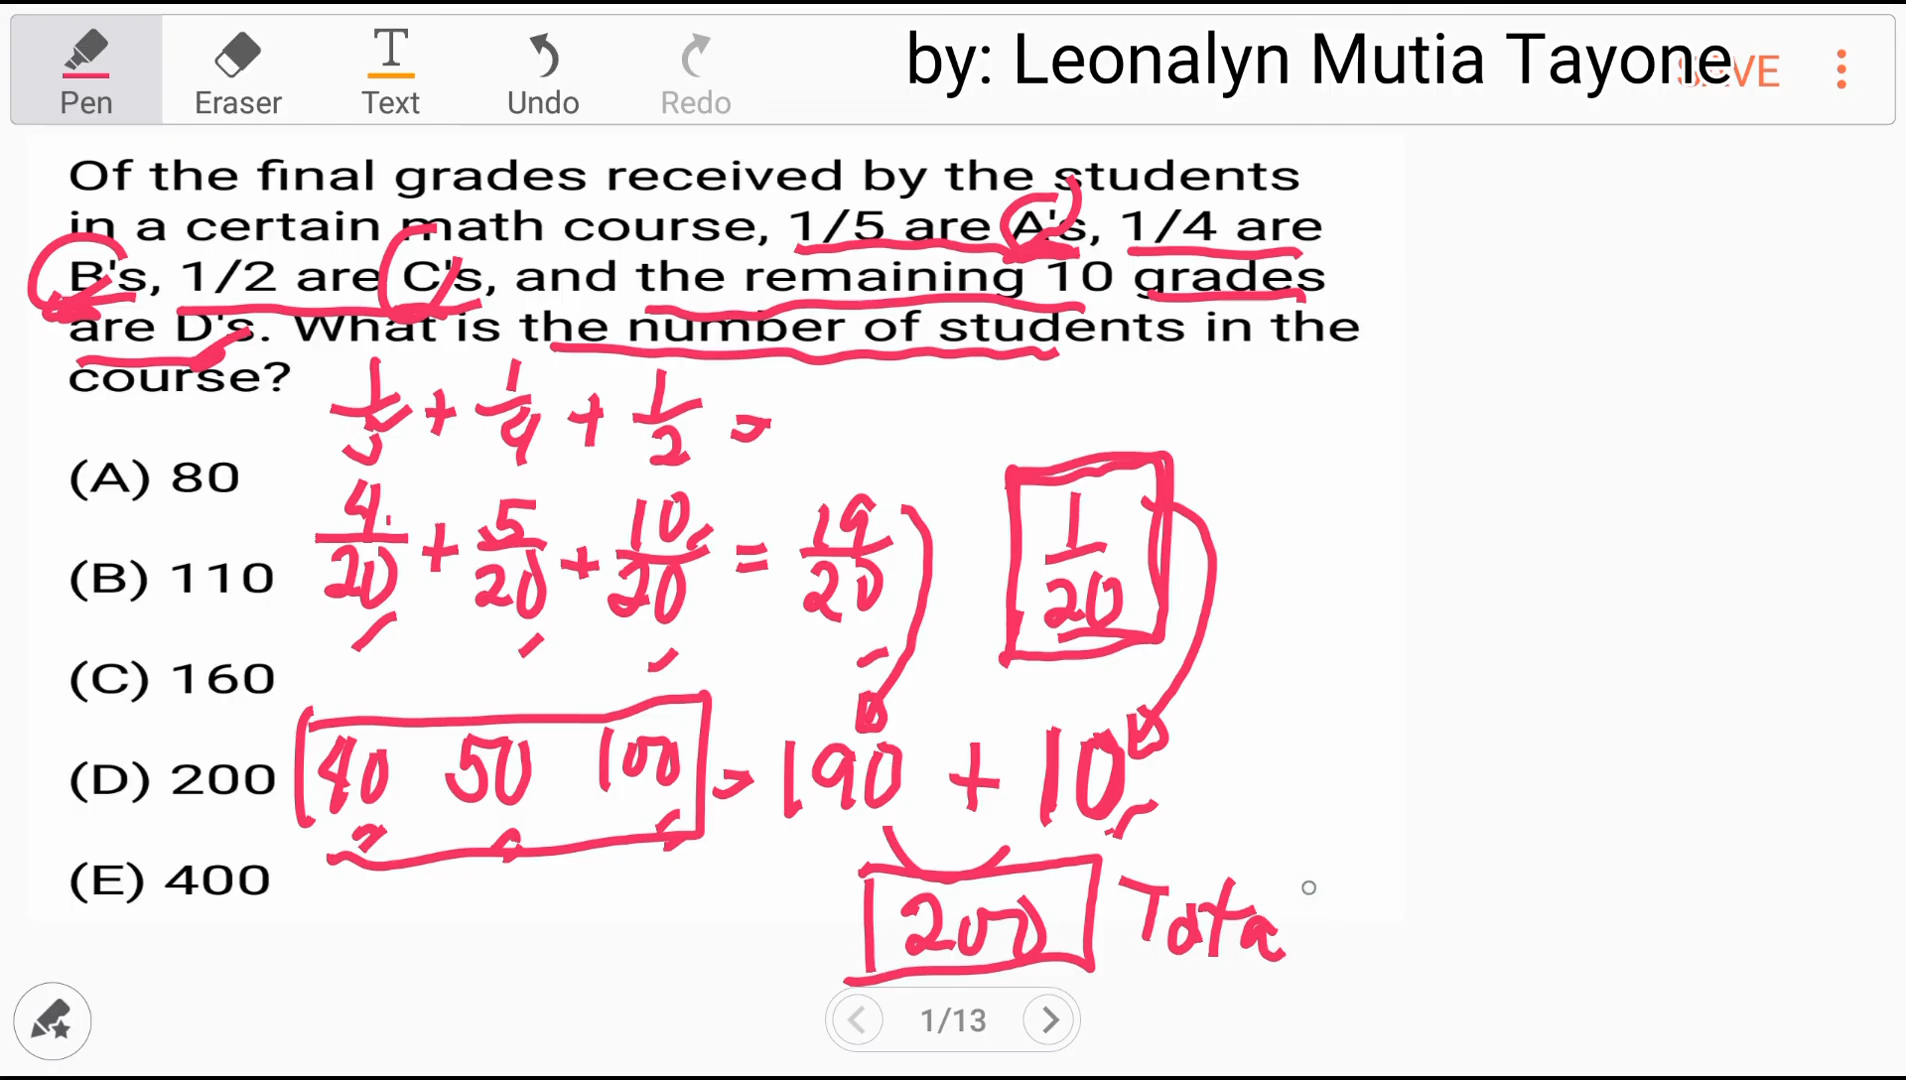 by: Leonalyn Mutia Tayone
Pen Eraser Text Undo Redo
Of the final grades received by the students
in a certain math course, 1/5 are A's, 1/4 are
B's, 1/2 are C's, and the remaining 10 grades
are D's. What is the number of students in the
course?
1/5 + 1/4 + 1/2 =
(A) 80
4/20 + 5/20 + 10/20 = 19/20
1/20
(B) 110
(C) 160
(D) 200
40 50 100 = 190 + 10
(E) 400
200 Tota
1/13